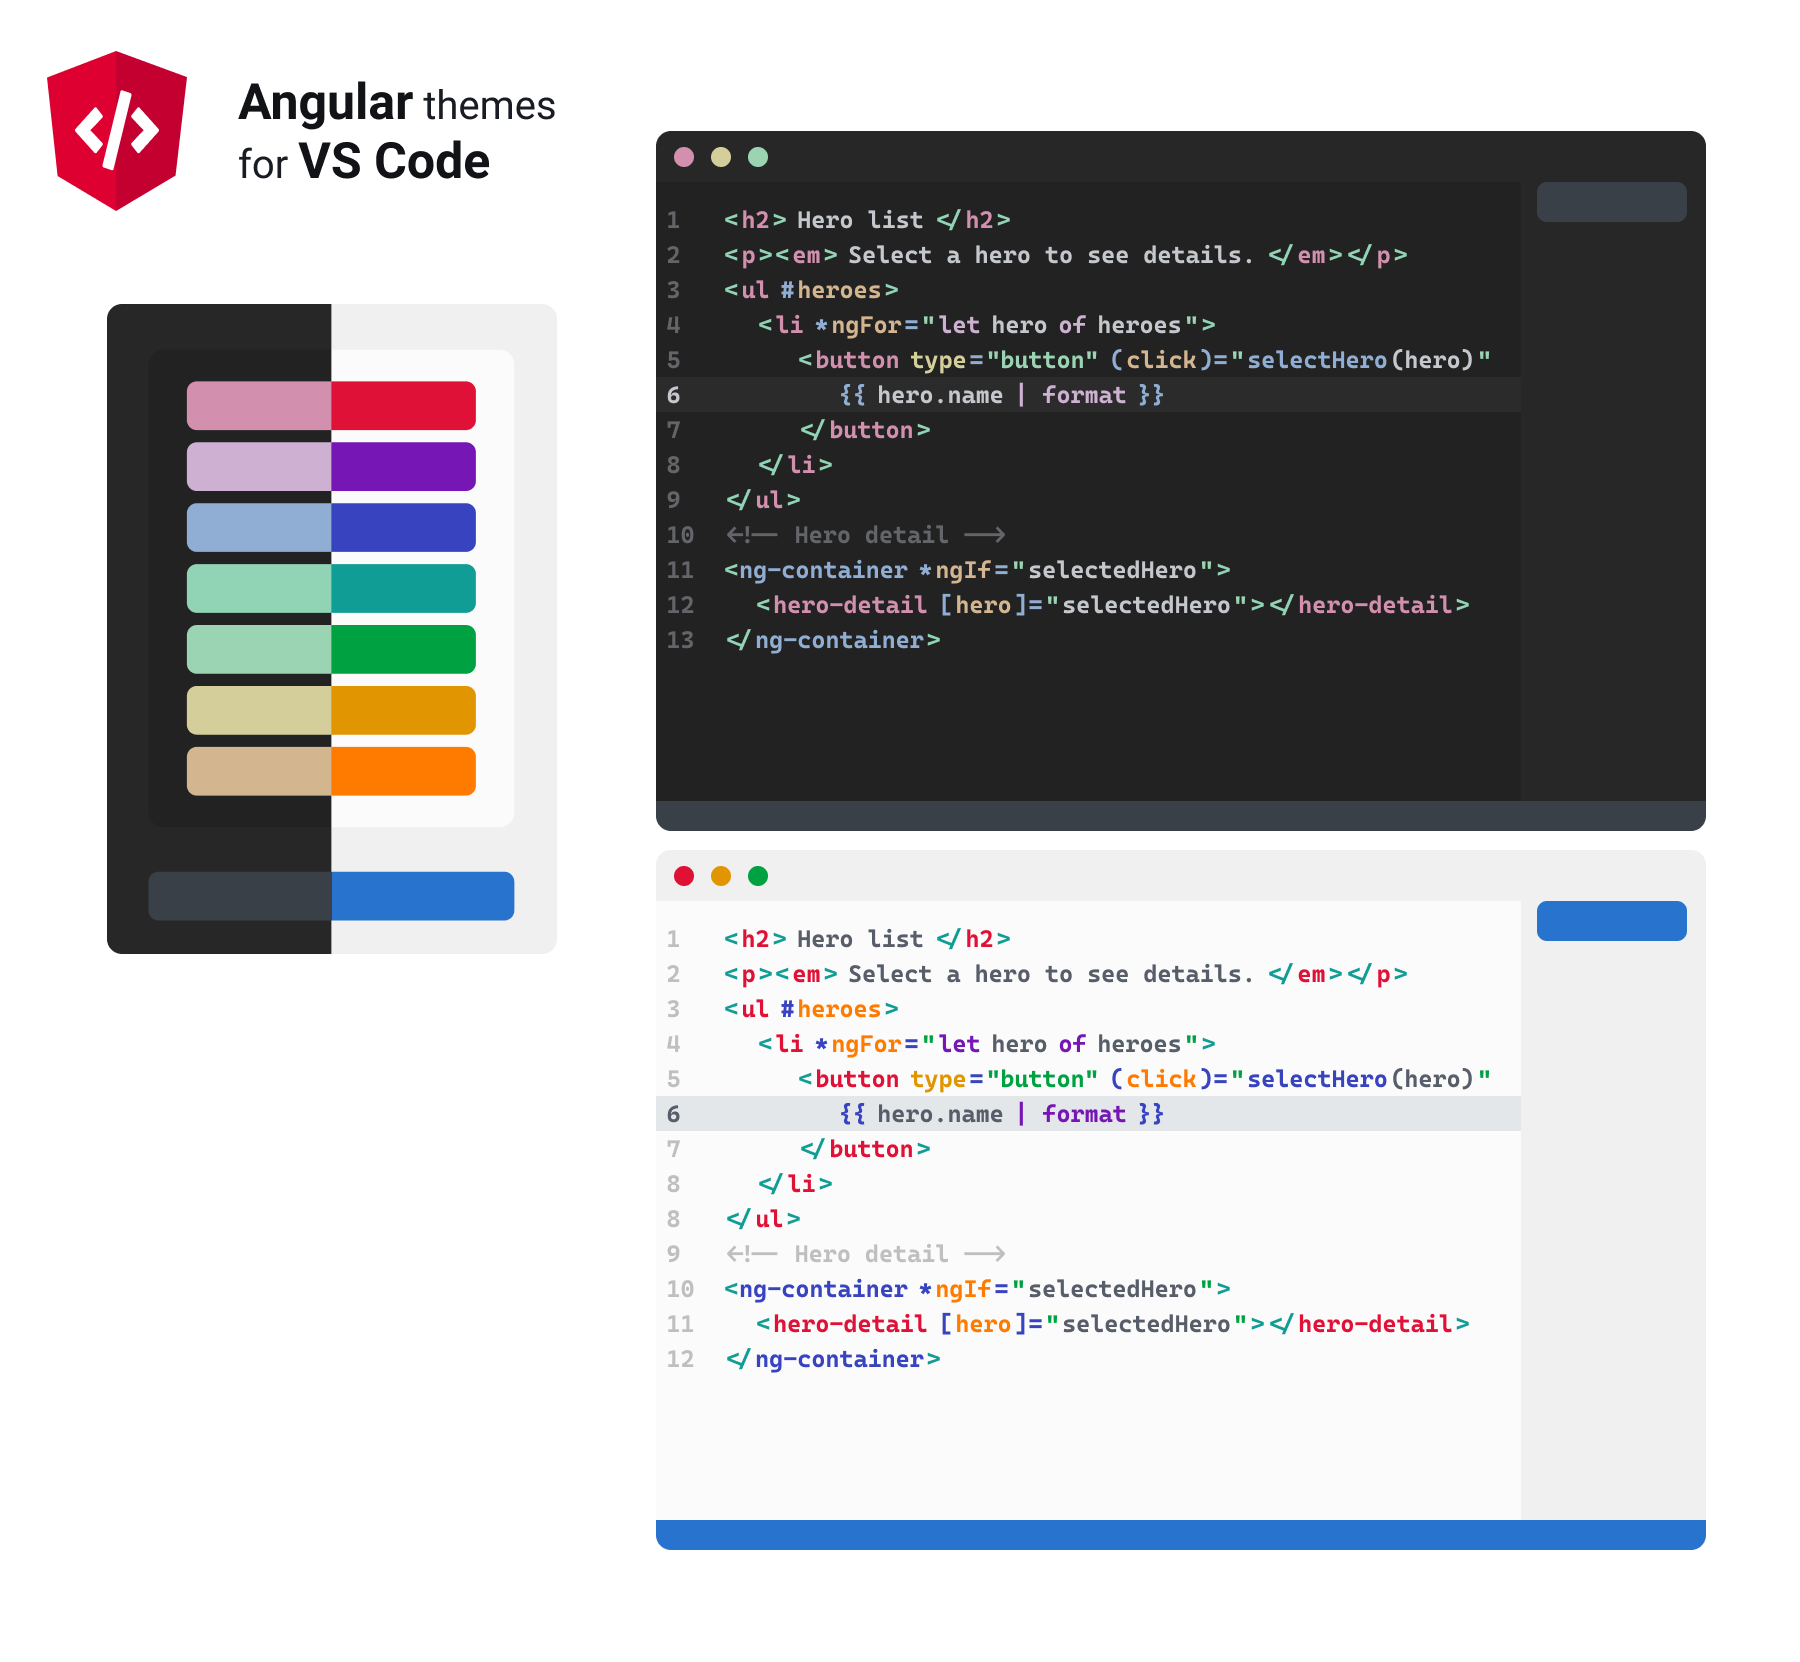 Angular themes
for VS Code
1 <h2> Hero list </h2>
2 <p><em> Select a hero to see details. </em></p>
3 <ul #heroes>
4 <li *ngFor="let hero of heroes">
5 <button type="button" (click)="selectHero(hero)"
6 {{ hero.name | format }}
7 </button>
8 </li>
9 </ul>
10 <!-- Hero detail -->
11 <ng-container *ngIf="selectedHero">
12 <hero-detail [hero]="selectedHero"></hero-detail>
13 </ng-container>
1 <h2> Hero list </h2>
2 <p><em> Select a hero to see details. </em></p>
3 <ul #heroes>
4 <li *ngFor="let hero of heroes">
5 <button type="button" (click)="selectHero(hero)"
6 {{ hero.name | format }}
7 </button>
8 </li>
8 </ul>
9 <!-- Hero detail -->
10 <ng-container *ngIf="selectedHero">
11 <hero-detail [hero]="selectedHero"></hero-detail>
12 </ng-container>